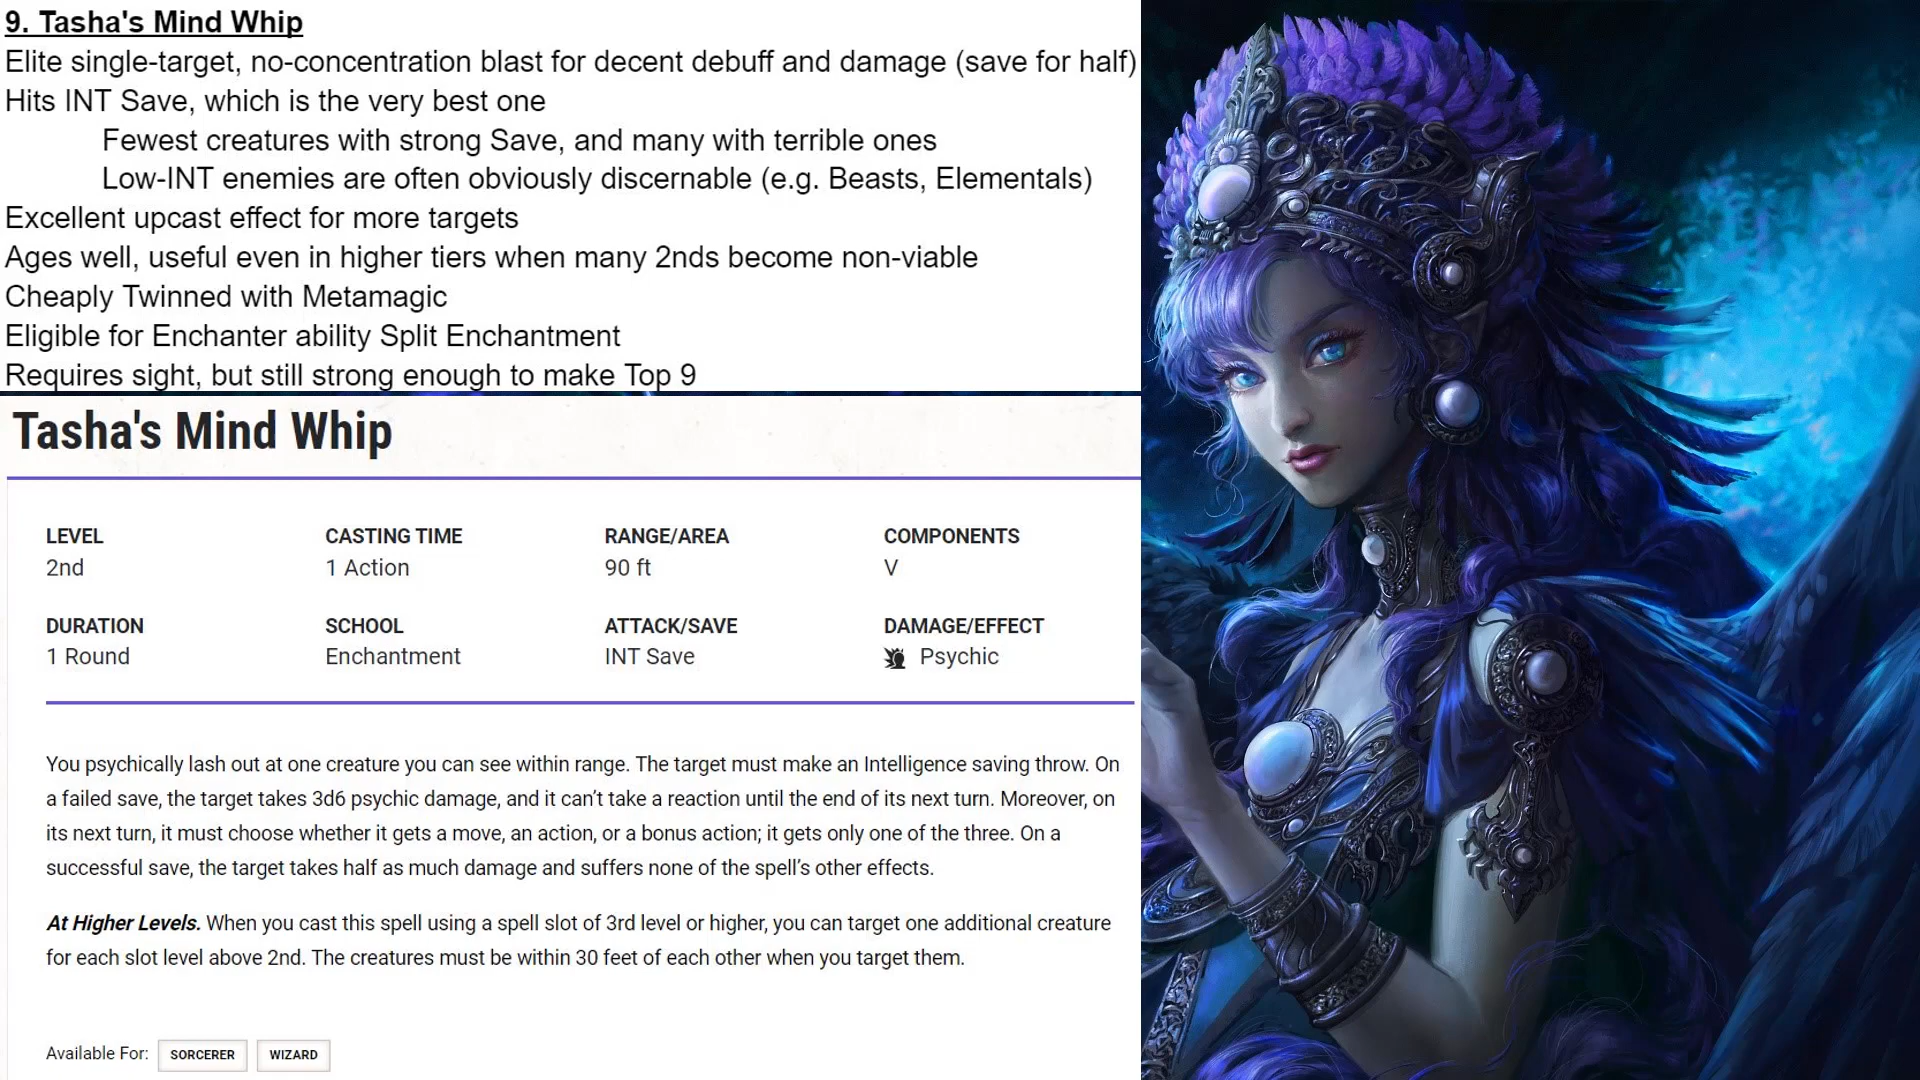 9. Tasha's Mind Whip
Elite single-target, no-concentration blast for decent debuff and damage (save for half)
Hits INT Save, which is the very best one
Fewest creatures with strong Save, and many with terrible ones
Low-INT enemies are often obviously discernable (e.g. Beasts, Elementals)
Excellent upcast effect for more targets
Ages well, useful even in higher tiers when many 2nds become non-viable
Cheaply Twinned with Metamagic
Eligible for Enchanter ability Split Enchantment
Requires sight, but still strong enough to make Top 9
Tasha's Mind Whip
LEVEL CASTING TIME RANGE/AREA COMPONENTS
2nd 1 Action 90 ft V
DURATION SCHOOL ATTACK/SAVE DAMAGE/EFFECT
1 Round Enchantment INT Save Psychic
You psychically lash out at one creature you can see within range. The target must make an Intelligence saving throw. On
a failed save, the target takes 3d6 psychic damage, and it can’t take a reaction until the end of its next turn. Moreover, on
its next turn, it must choose whether it gets a move, an action, or a bonus action; it gets only one of the three. On a
successful save, the target takes half as much damage and suffers none of the spell’s other effects.
At Higher Levels. When you cast this spell using a spell slot of 3rd level or higher, you can target one additional creature
for each slot level above 2nd. The creatures must be within 30 feet of each other when you target them.
Available For: SORCERER WIZARD